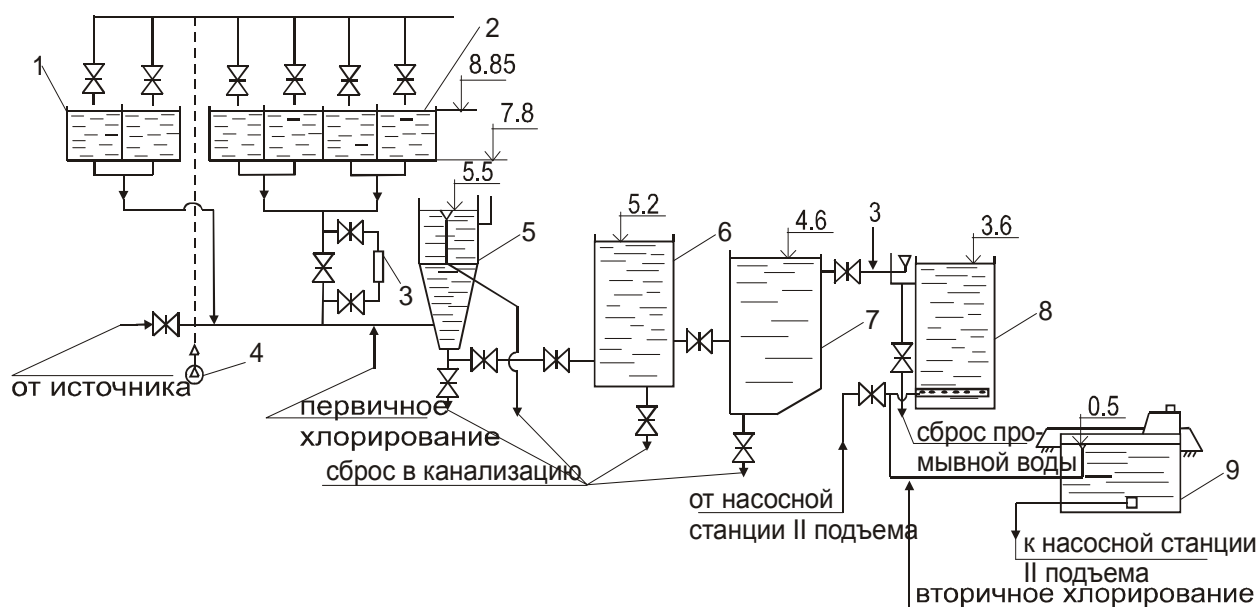 1
2
8.85
7.8
5.5
5
3
5.2
6
4.6
3
3.6
7
8
4
от источника
первичное
хлорирование
сброс в канализацию
сброс про-
мывной воды
0.5
9
от насосной
станции II подъема
к насосной станции
II подъема
вторичное хлорирование